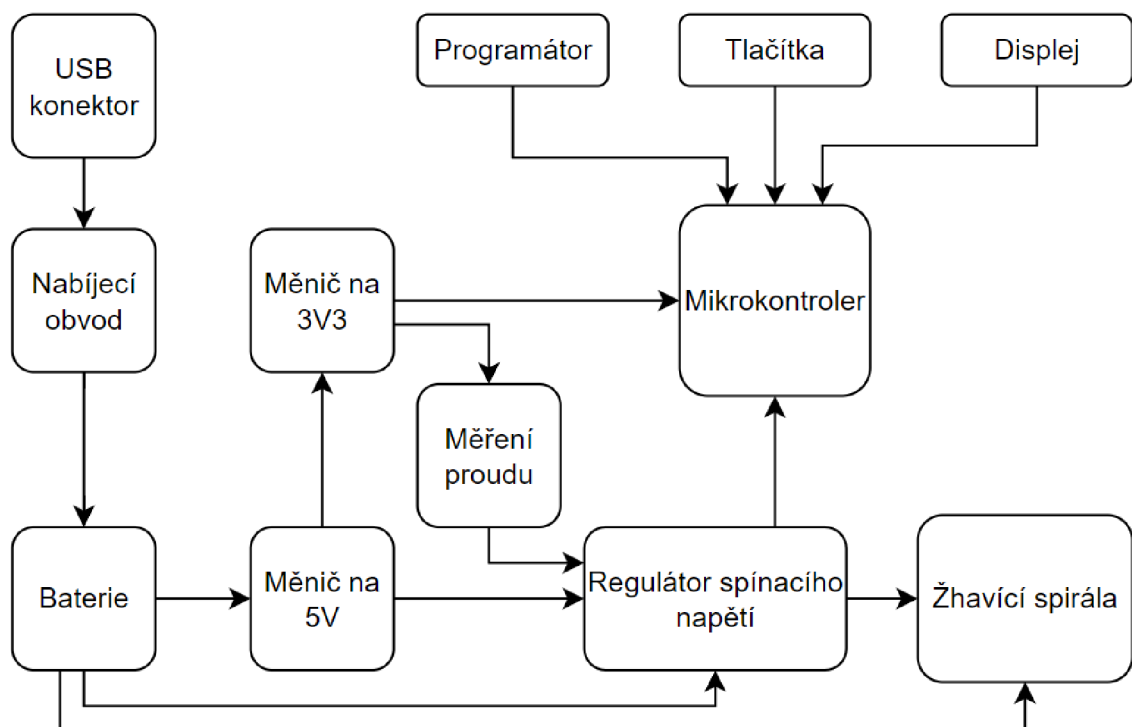 USB
konektor
Programátor
Tlačítka
Displej
Nabíjecí
obvod
Měnič na
3V3
Mikrokontroler
Měření
proudu
Baterie
Měnič na
5V
Regulátor spínacího
napětí
Žhavící spirála